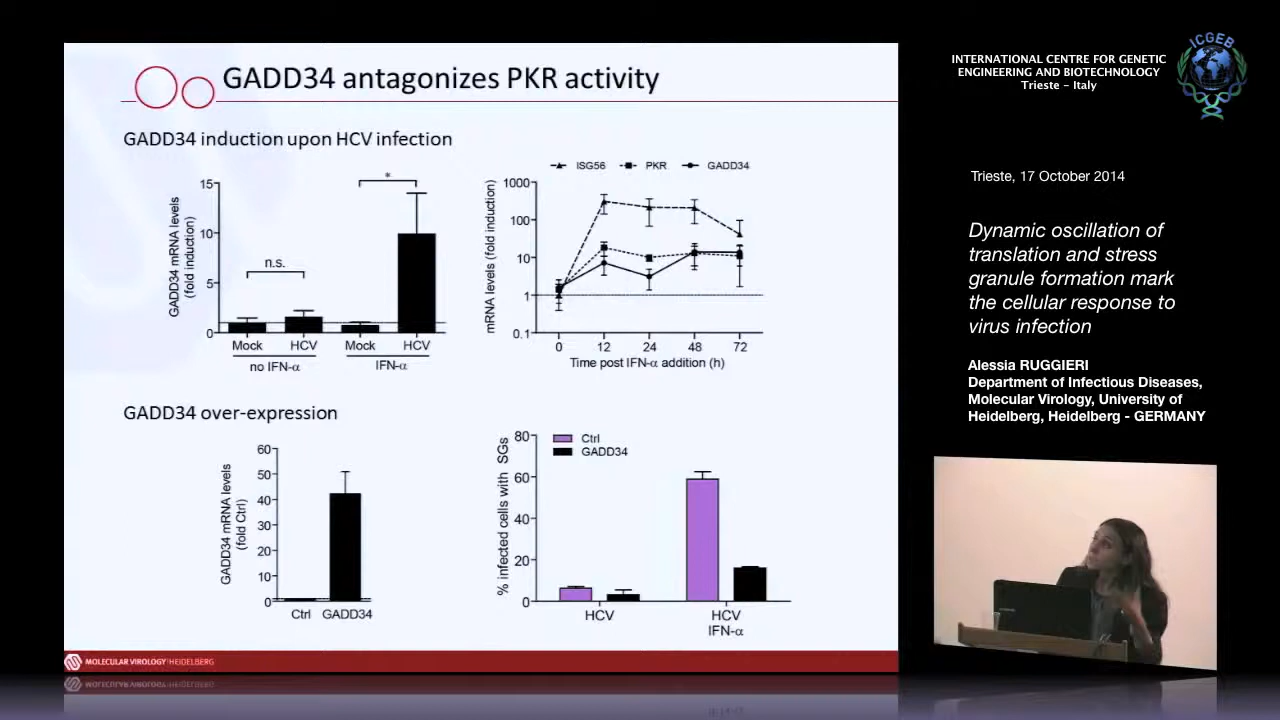 GADD34 antagonizes PKR activity
GADD34 induction upon HCV infection
GADD34 mRNA levels
(fold induction)
15
10
5
0
n.s.
*
Mock
HCV
Mock
HCV
no IFN-α
IFN-α
ISG56
PKR
GADD34
mRNA levels (fold induction)
1000
100
10
1
0.1
0
12
24
48
72
Time post IFN-α addition (h)
GADD34 over-expression
GADD34 mRNA levels
(fold Ctrl)
60
50
40
30
20
10
0
Ctrl
GADD34
% infected cells with SGs
80
60
40
20
0
Ctrl
GADD34
HCV
HCV
IFN-α
MOLECULAR VIROLOGY HEIDELBERG
INTERNATIONAL CENTRE FOR GENETIC
ENGINEERING AND BIOTECHNOLOGY
Trieste – Italy
ICGEB
Trieste, 17 October 2014
Dynamic oscillation of
translation and stress
granule formation mark
the cellular response to
virus infection
Alessia RUGGIERI
Department of Infectious Diseases,
Molecular Virology, University of
Heidelberg, Heidelberg - GERMANY